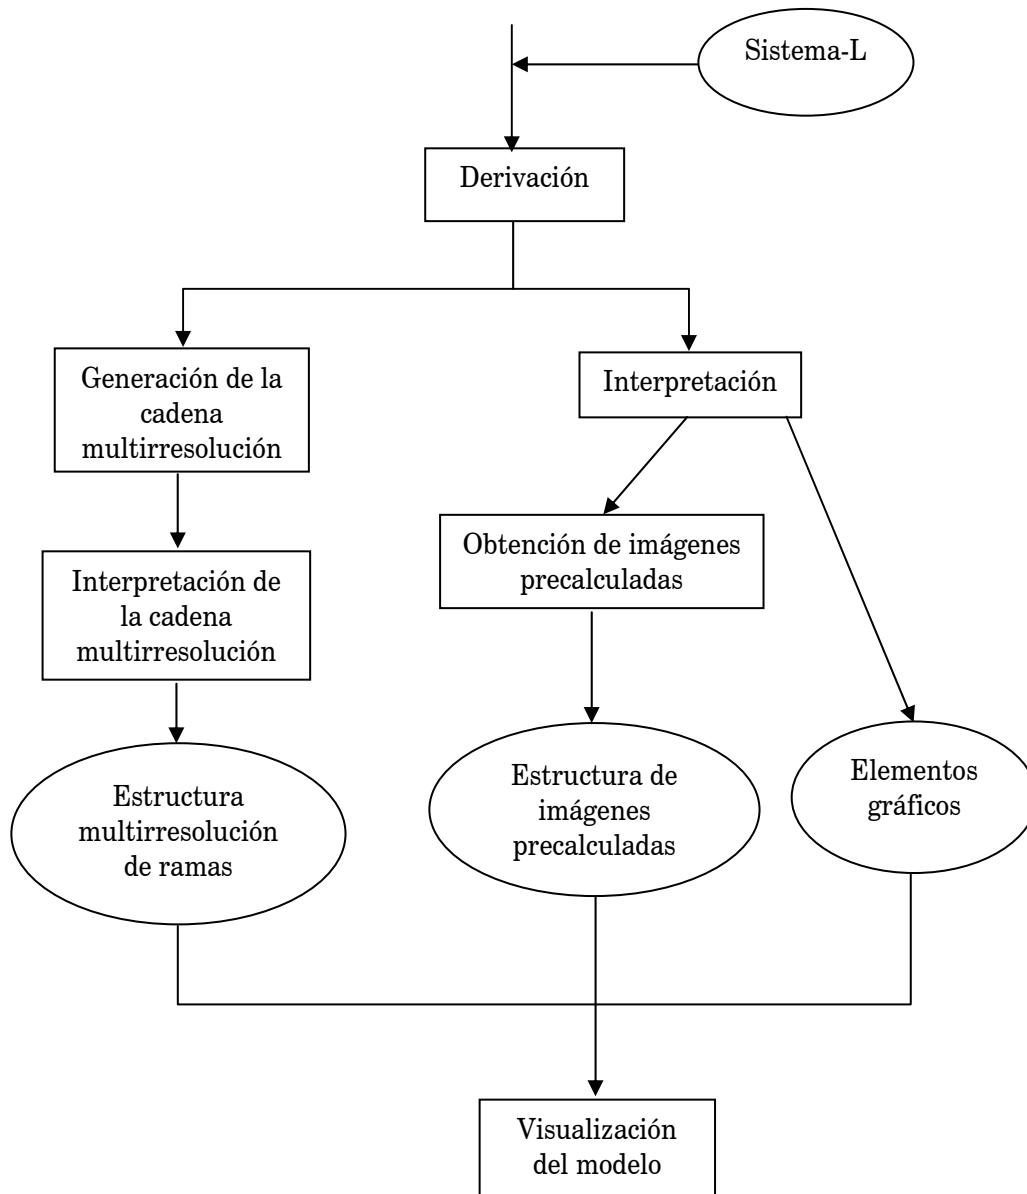 Sistema-L
Derivación
Generación de la
cadena
multirresolución
Interpretación
Obtención de imágenes
precalculadas
Interpretación de
la cadena
multirresolución
Estructura
multirresolución
de ramas
Estructura de
imágenes
precalculadas
Elementos
gráficos
Visualización
del modelo